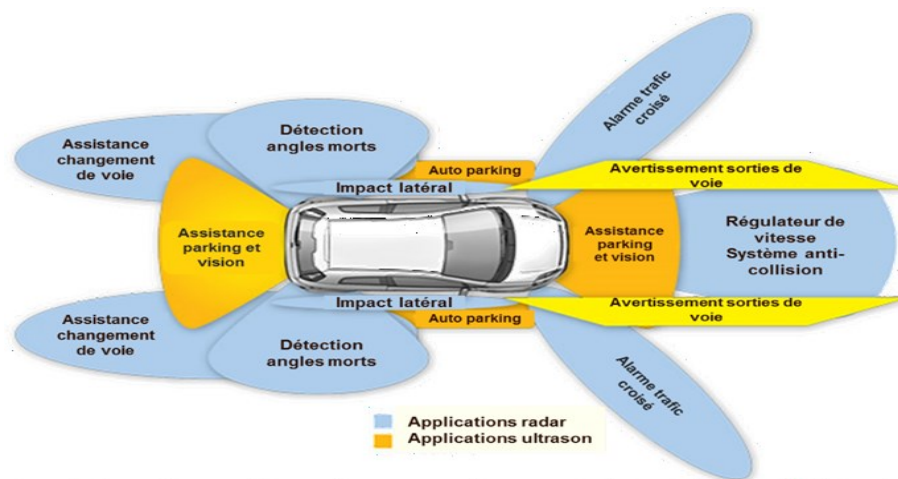 Alarme trafic
croisé
Assistance
changement
de voie
Détection
angles morts
Auto parking
Impact latéral
Avertissement sorties de
voie
Assistance
parking et
vision
Assistance
parking
et vision
Régulateur de
vitesse
Système anti-
collision
Impact latéral
Auto parking
Avertissement sorties de
voie
Assistance
changement
de voie
Détection
angles morts
Alarme trafic
croisé
Applications radar
Applications ultrason